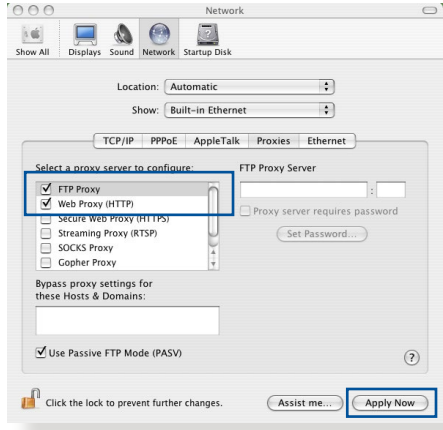 Network
Show All Displays Sound Network Startup Disk
Location: Automatic
Show: Built-in Ethernet
TCP/IP PPPoE AppleTalk Proxies Ethernet
Select a proxy server to configure: FTP Proxy Server
FTP Proxy
:
Web Proxy (HTTP)
Proxy server requires password
Secure Web Proxy (HTTPS)
Streaming Proxy (RTSP) Set Password...
SOCKS Proxy
Gopher Proxy
Bypass proxy settings for
these Hosts & Domains:
Use Passive FTP Mode (PASV) ?
Click the lock to prevent further changes. Assist me... Apply Now